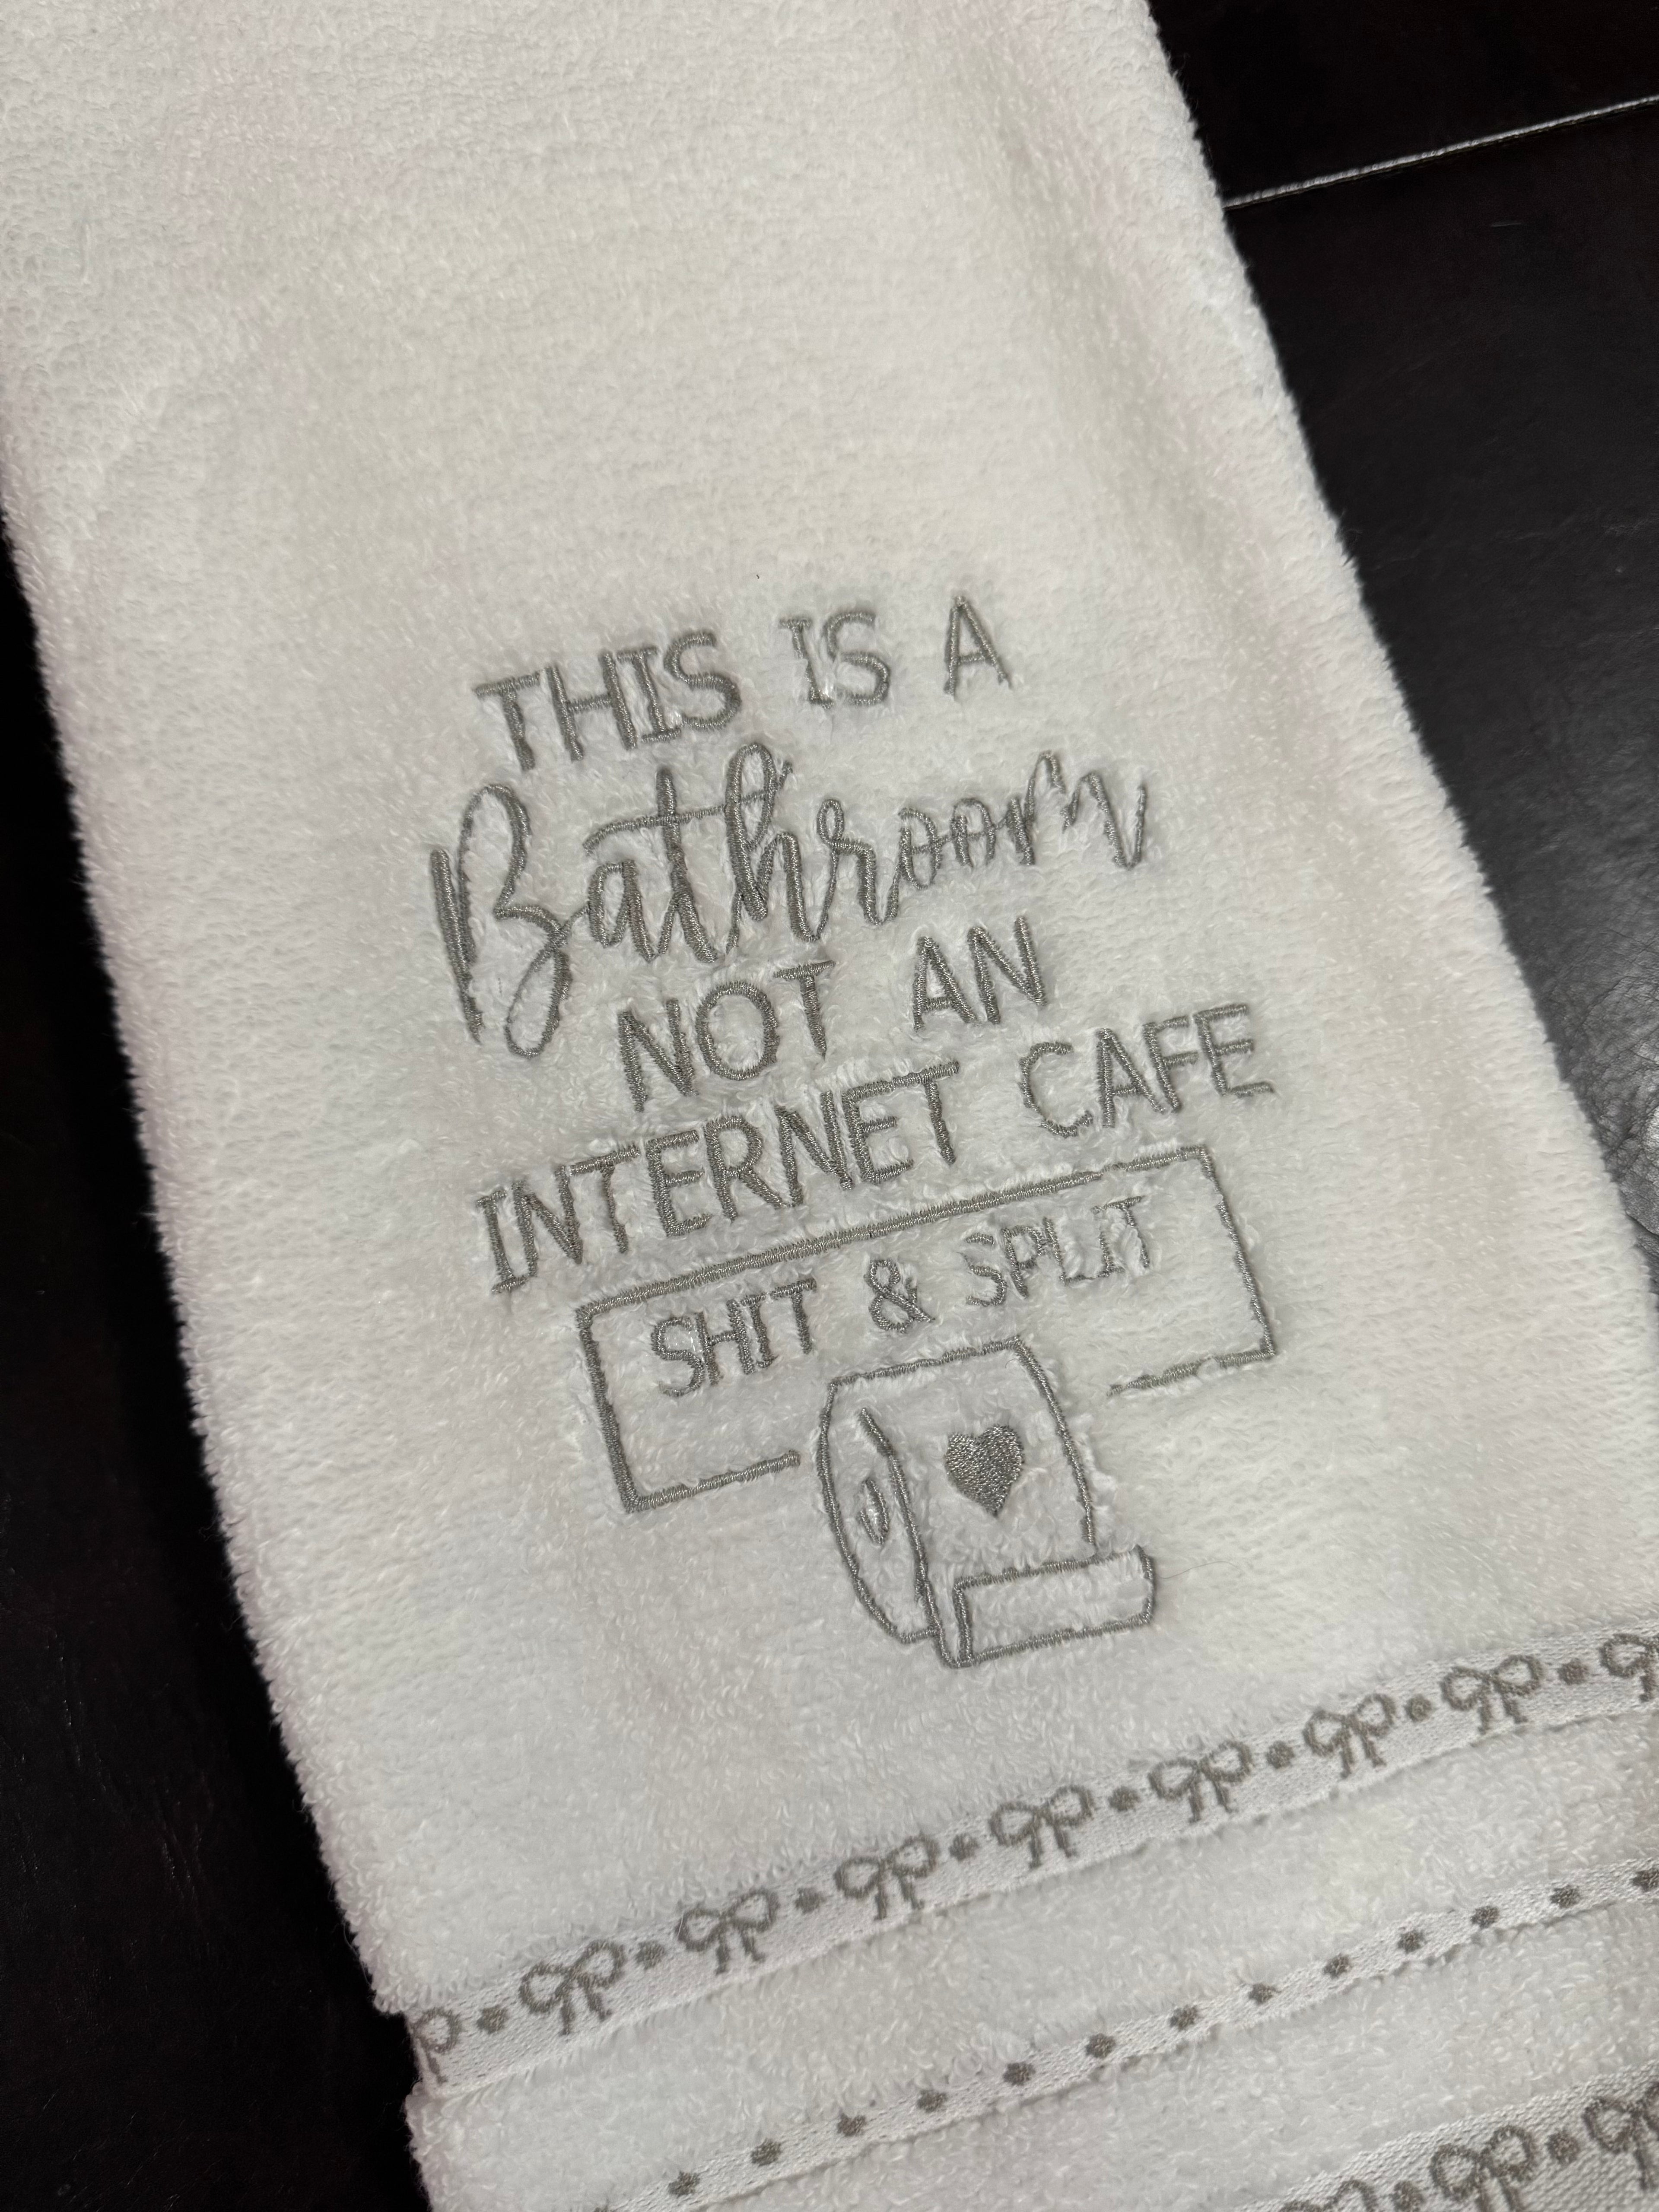 THIS IS A
Bathroom
NOT AN
INTERNET CAFE
SHIT & SPLIT